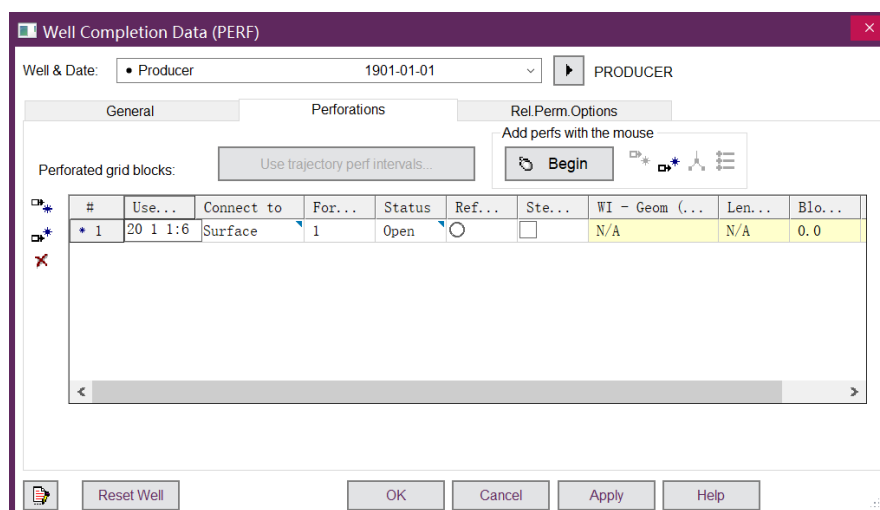 Well Completion Data (PERF)
Well & Date: • Producer 1901-01-01 PRODUCER
General Perforations Rel.Perm.Options
Add perfs with the mouse
Perforated grid blocks: Use trajectory perf intervals... Begin
# Use... Connect to For... Status Ref... Ste... WI - Geom (... Len... Blo...
* 1 20 1 1:6 Surface 1 Open N/A N/A 0.0
Reset Well OK Cancel Apply Help